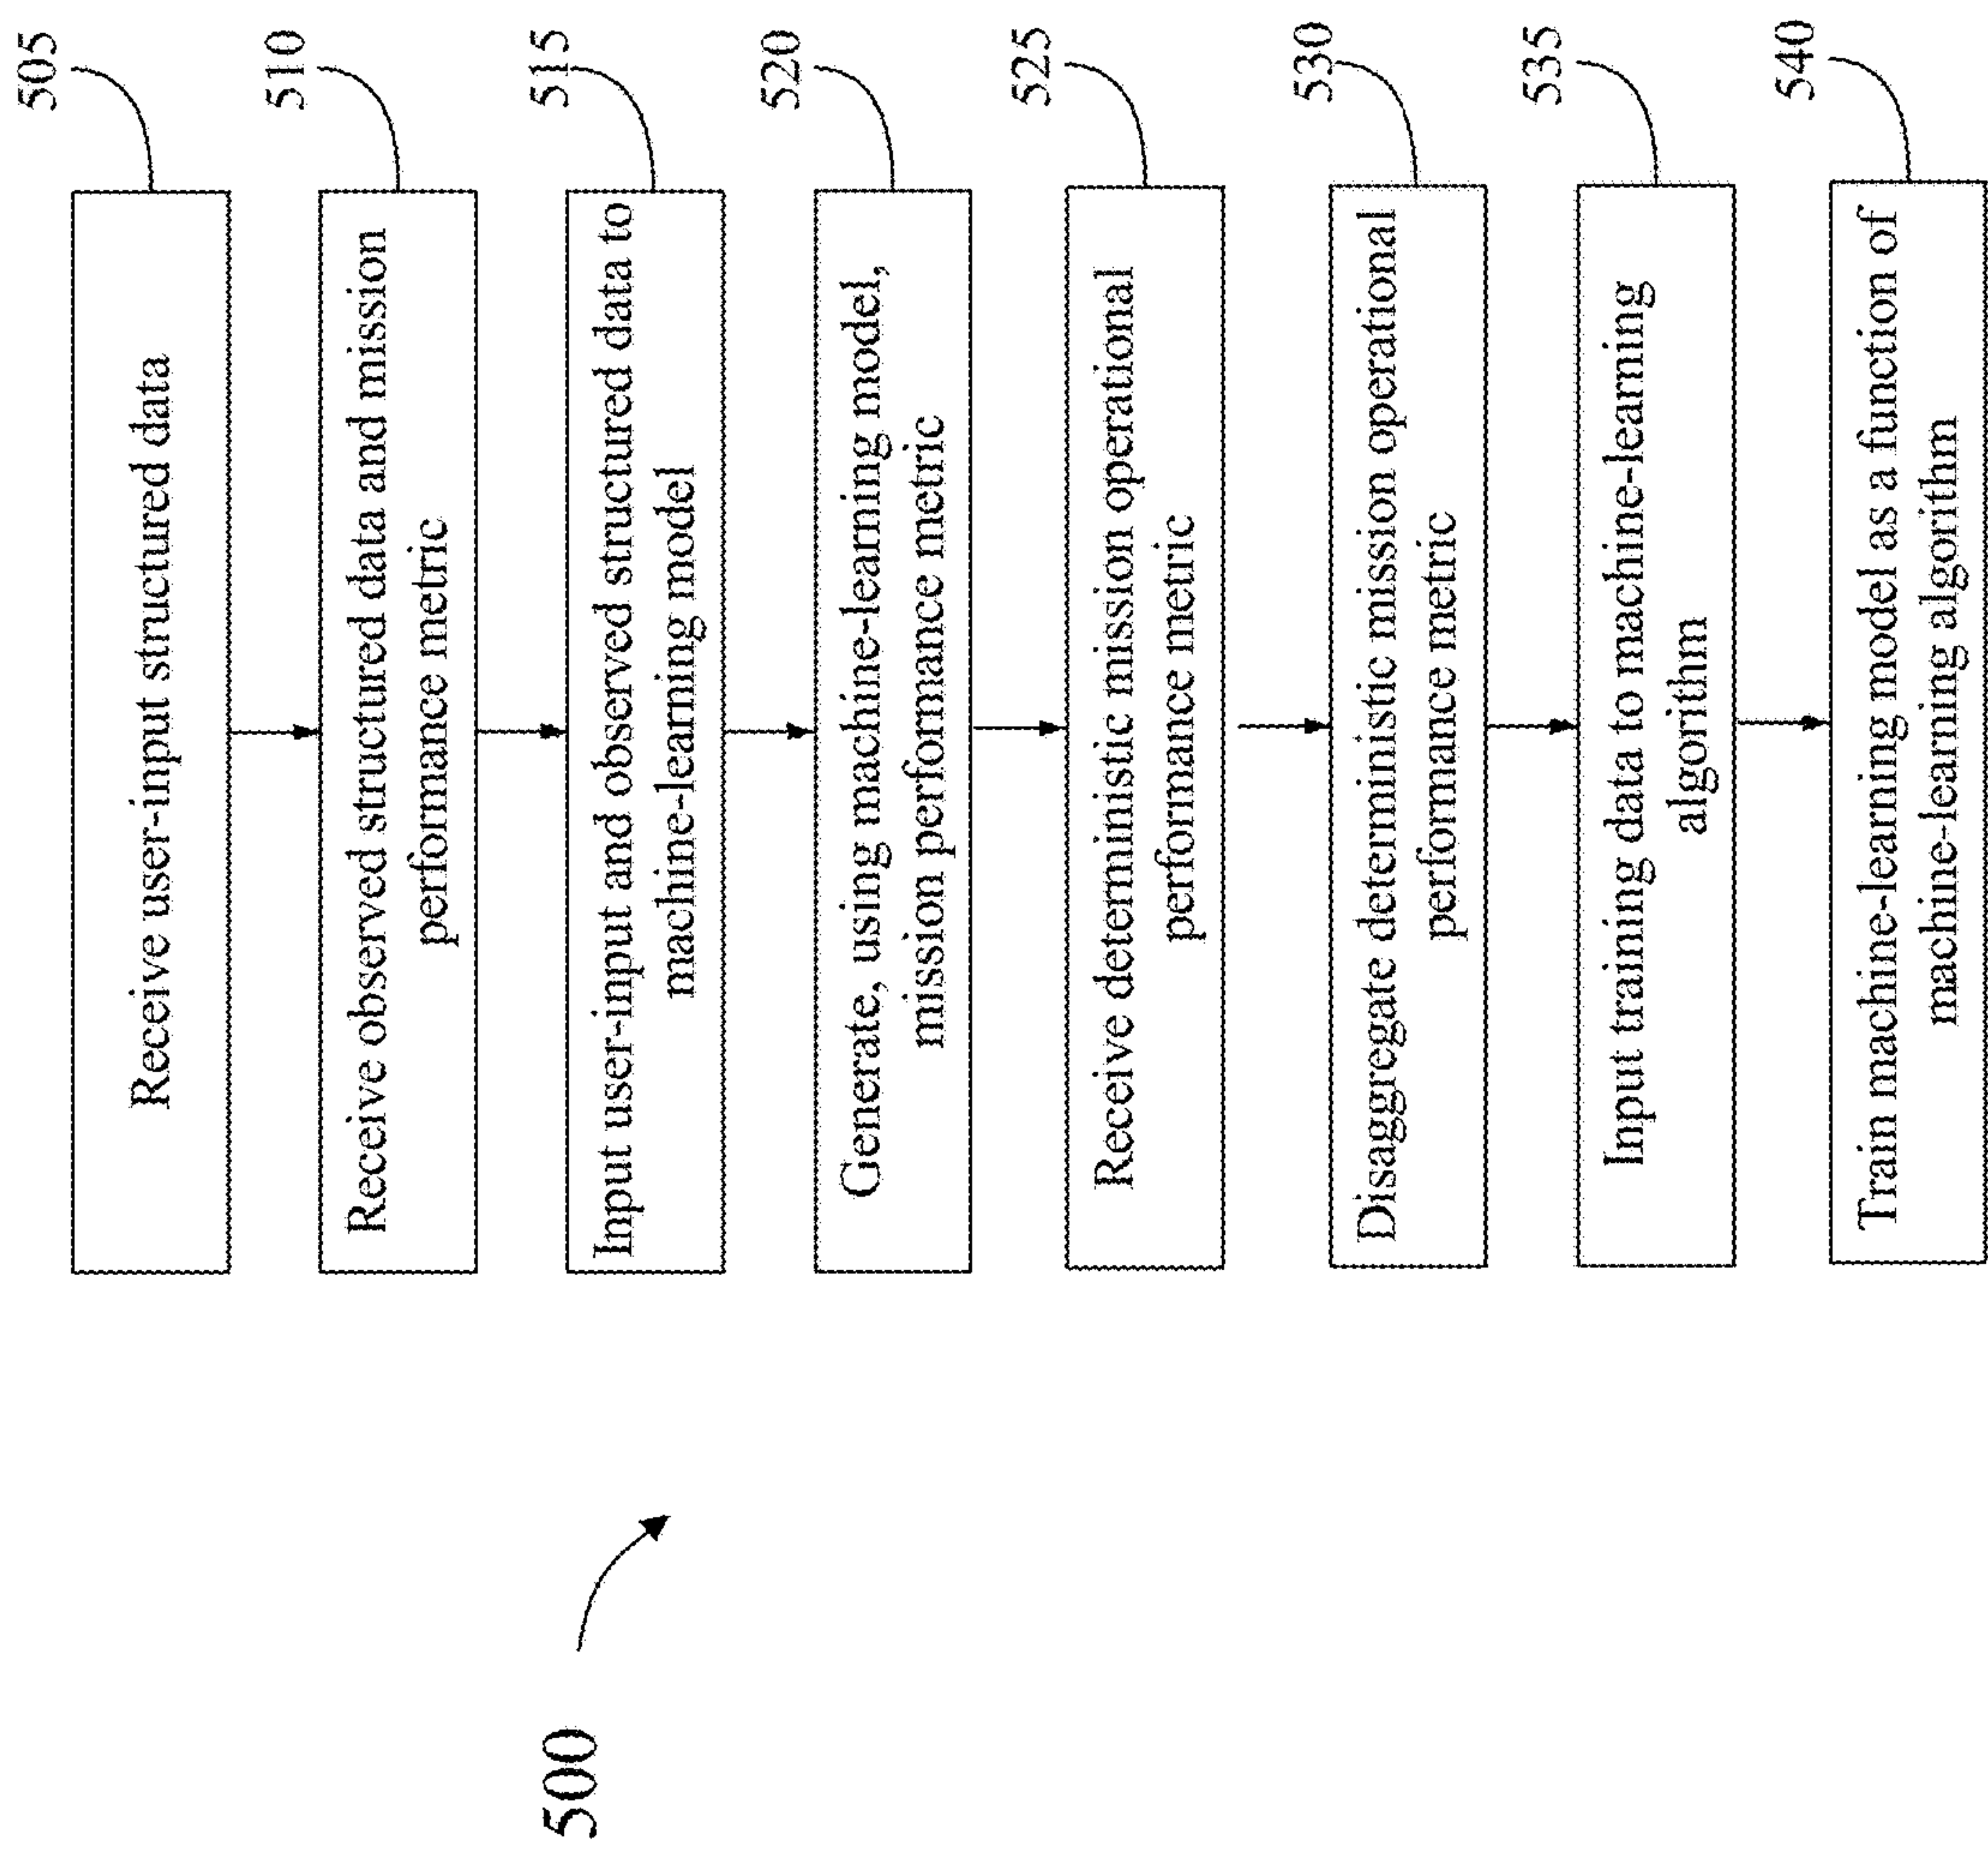 500
505
Receive user-input structured data
510
Receive observed structured data and mission
performance metric
515
Input user-input and observed structured data to
machine-learning model
520
Generate, using machine-learning model,
mission performance metric
525
Receive deterministic mission operational
performance metric
530
Disaggregate deterministic mission operational
performance metric
535
Input training data to machine-learning
algorithm
540
Train machine-learning model as a function of
machine-learning algorithm